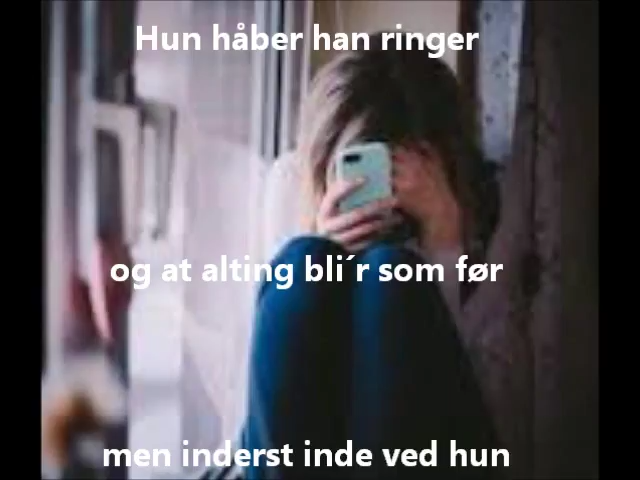 Hun håber han ringer
og at alting bli´r som før
men inderst inde ved hun